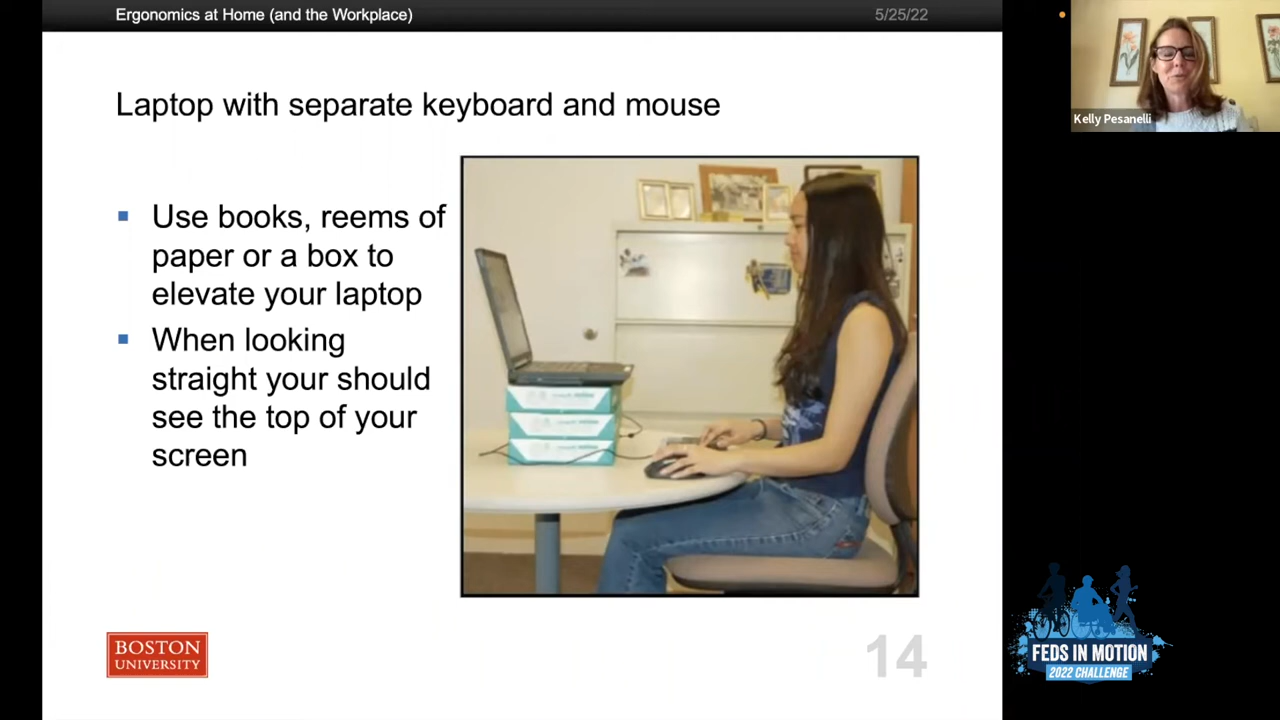 Ergonomics at Home (and the Workplace)
5/25/22
Kelly Pesanelli
Laptop with separate keyboard and mouse
Use books, reems of
paper or a box to
elevate your laptop
When looking
straight your should
see the top of your
screen
BOSTON
UNIVERSITY
14
FEDS IN MOTION
2022 CHALLENGE